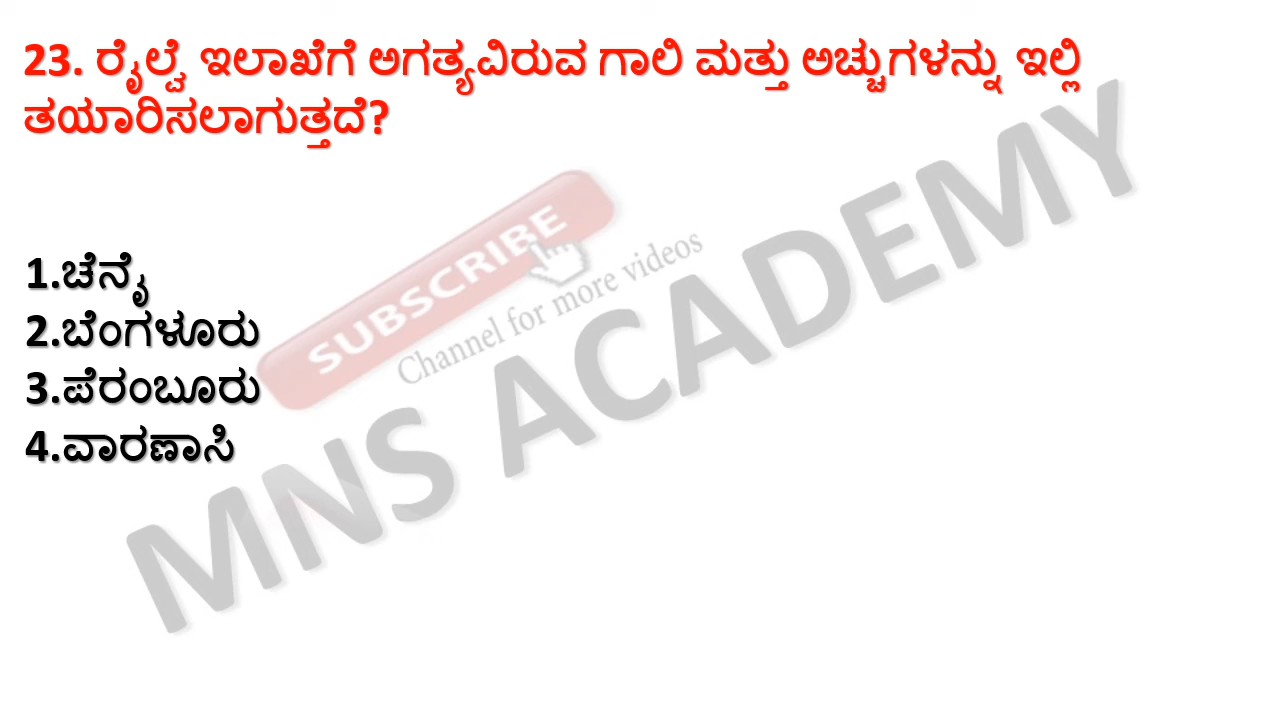 23. ರೈಲ್ವೆ ಇಲಾಖೆಗೆ ಅಗತ್ಯವಿರುವ ಗಾಲಿ ಮತ್ತು ಅಚ್ಚುಗಳನ್ನು ಇಲ್ಲಿ
ತಯಾರಿಸಲಾಗುತ್ತದೆ?
1.ಚೆನೈ
2.ಬೆಂಗಳೂರು
3.ಪೆರಂಬೂರು
4.ವಾರಣಾಸಿ
SUBSCRIBE
Channel for more videos
MNS ACADEMY